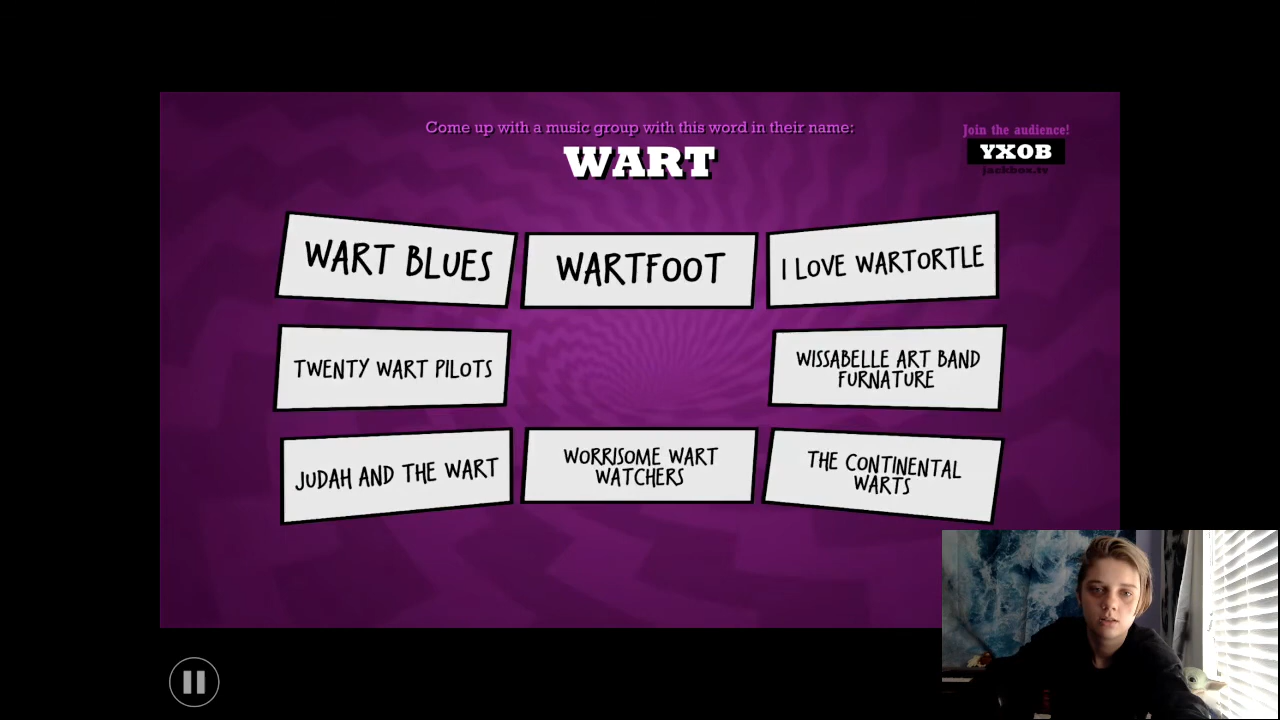 Come up with a music group with this word in their name:
WART
Join the audience!
YXOB
jackbox.tv
WART BLUES
WARTFOOT
I LOVE WARTORTLE
TWENTY WART PILOTS
WISSABELLE ART BAND
FURNATURE
JUDAH AND THE WART
WORRISOME WART
WATCHERS
THE CONTINENTAL
WARTS